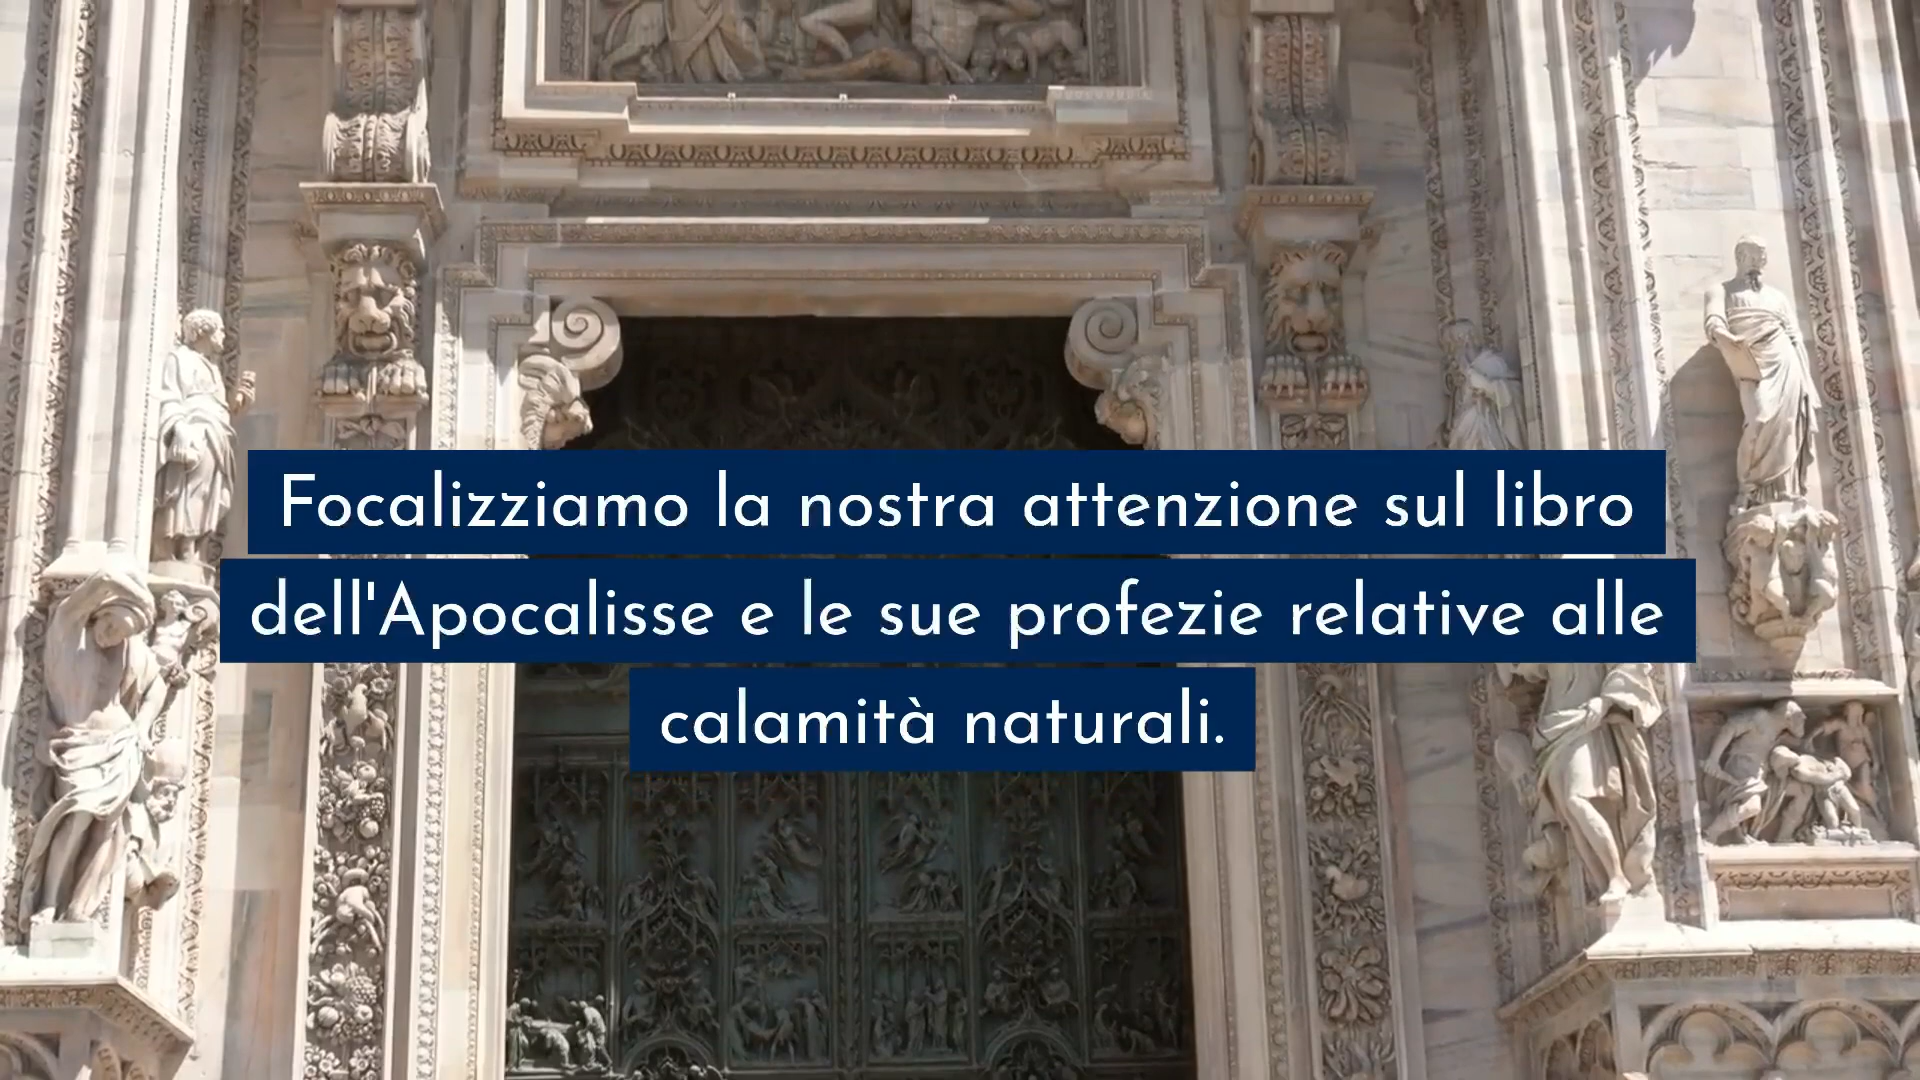 Focalizziamo la nostra attenzione sul libro
dell'Apocalisse e le sue profezie relative alle
calamità naturali.